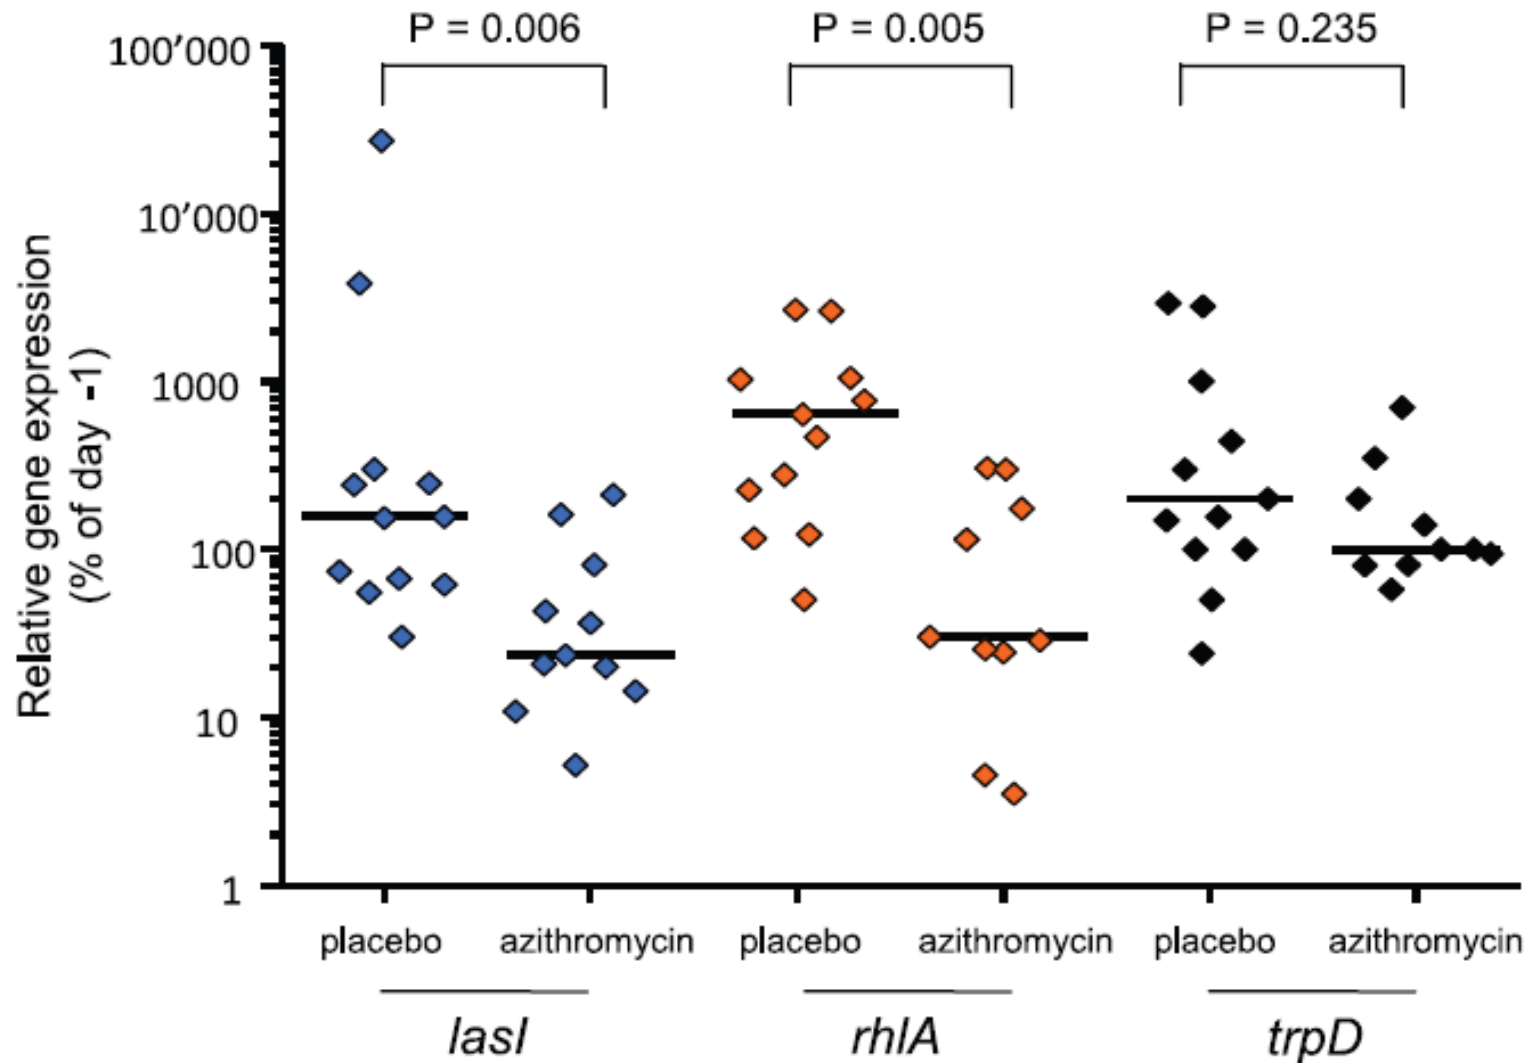 P = 0.006 P = 0.005 P = 0.235
100’000
10’000
1000
100
10
1
Relative gene expression
(% of day -1)
placebo azithromycin placebo azithromycin placebo azithromycin
lasI rhlA trpD